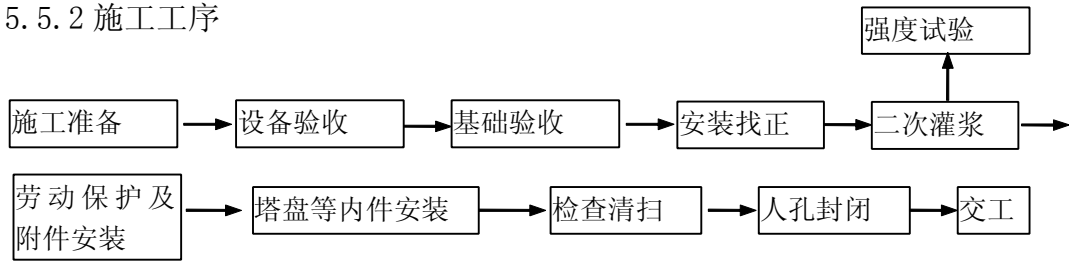 5.5.2 施工工序
强度试验
施工准备
设备验收
基础验收
安装找正
二次灌浆
劳动保护及
附件安装
塔盘等内件安装
检查清扫
人孔封闭
交工